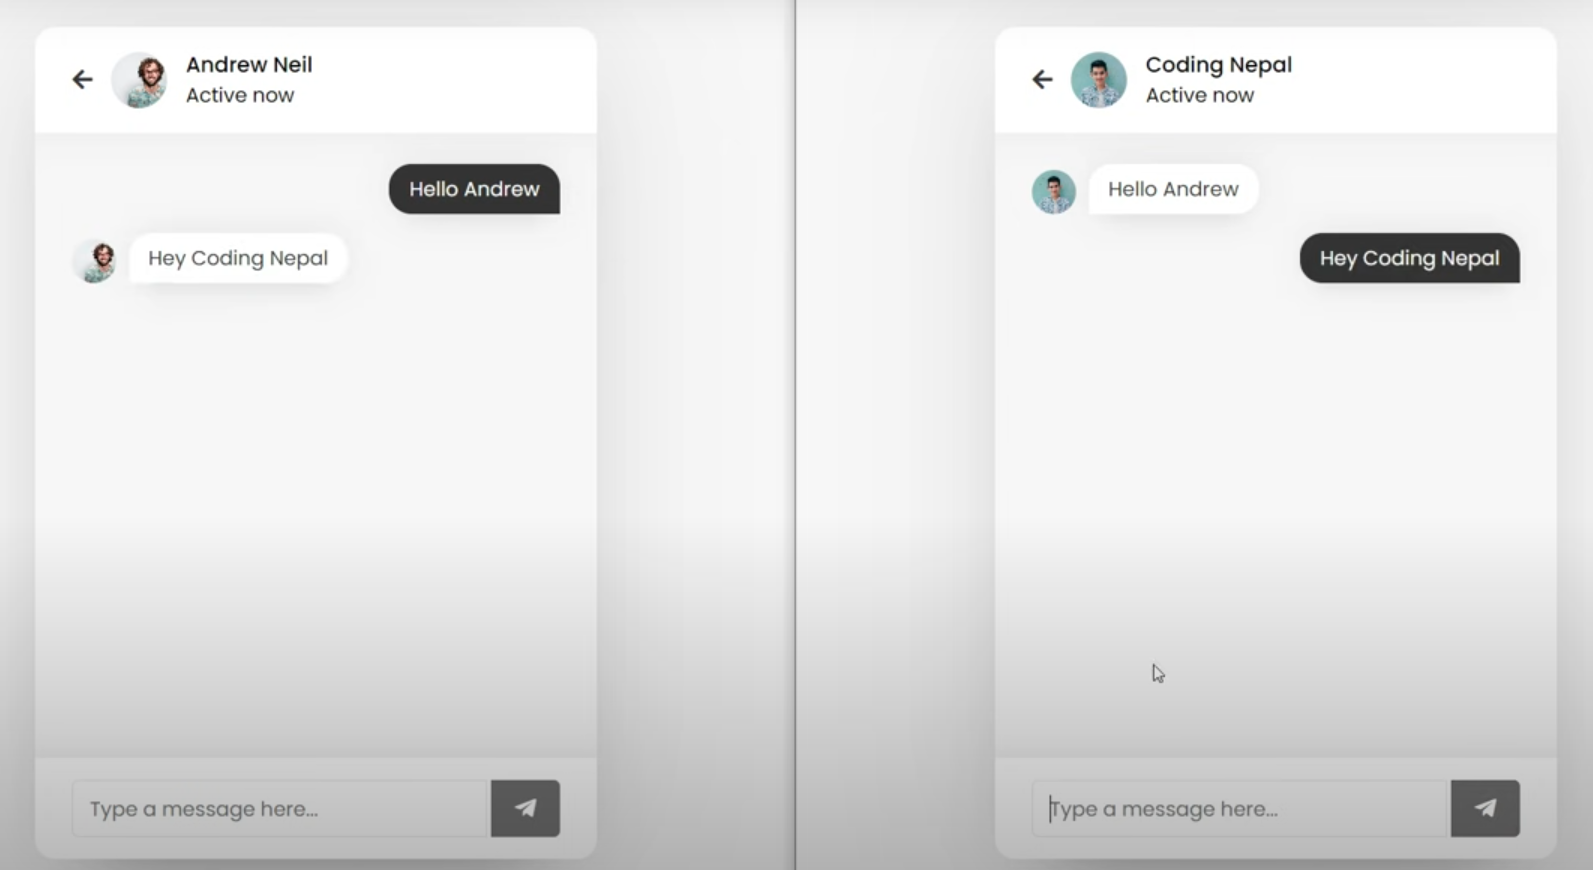 Andrew Neil
Active now
Hello Andrew
Hey Coding Nepal
Type a message here...
Coding Nepal
Active now
Hello Andrew
Hey Coding Nepal
Type a message here...